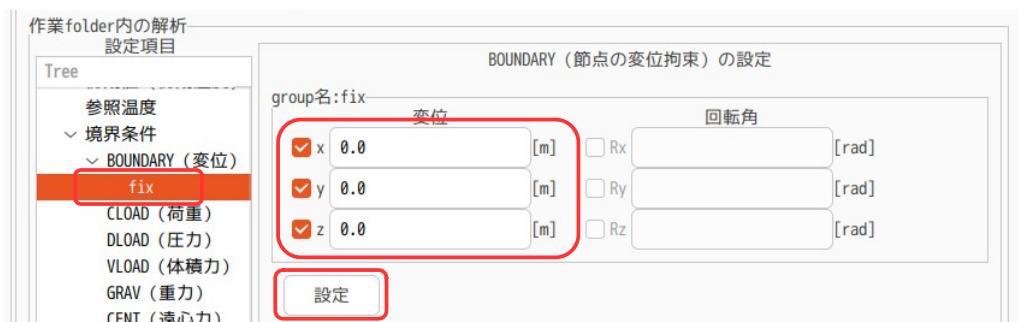 作業folder内の解析
設定項目
Tree
参照温度
境界条件
BOUNDARY (変位)
fix
CLOAD (荷重)
DLOAD (圧力)
VLOAD (体積力)
GRAV (重力)
CENT (遠心力)
BOUNDARY (節点の変位拘束) の設定
group名:fix
変位 回転角
x 0.0 [m] Rx [rad]
y 0.0 [m] Ry [rad]
z 0.0 [m] Rz [rad]
設定